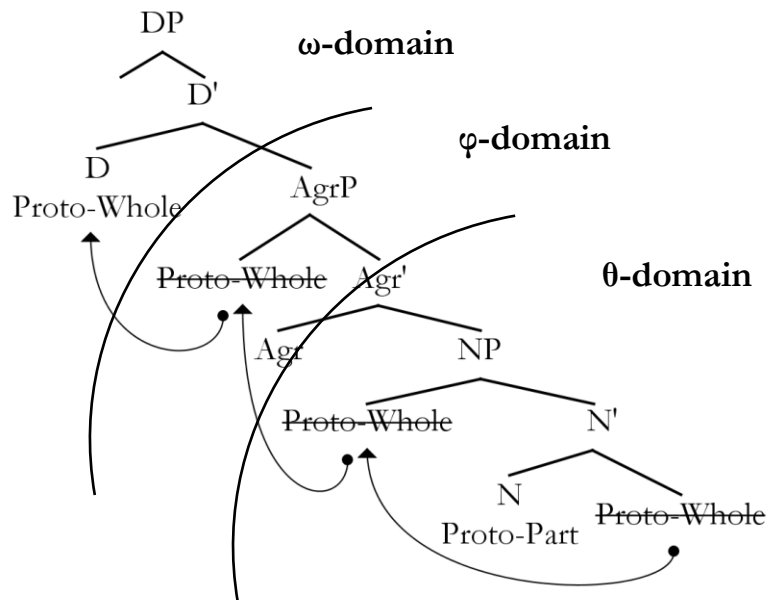 DP
ω-domain
D'
φ-domain
D
AgrP
Proto-Whole
Proto-Whole Agr'
θ-domain
Agr NP
Proto-Whole N'
N
Proto-Whole
Proto-Part